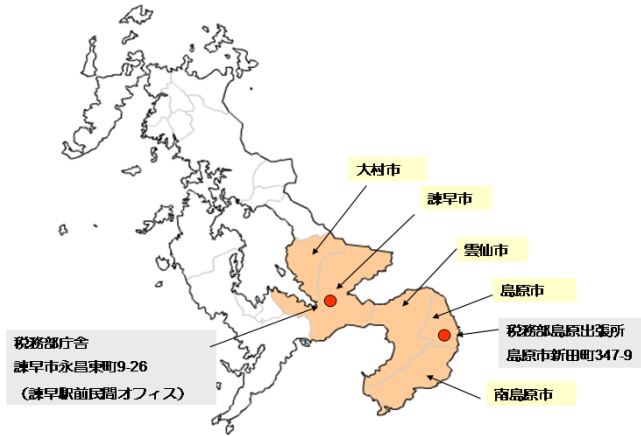 大村市
諫早市
雲仙市
島原市
税務部島原出張所
島原市新田町347-9
税務部庁舎
諫早市永昌東町9-26
（諫早駅前民間オフィス）
南島原市